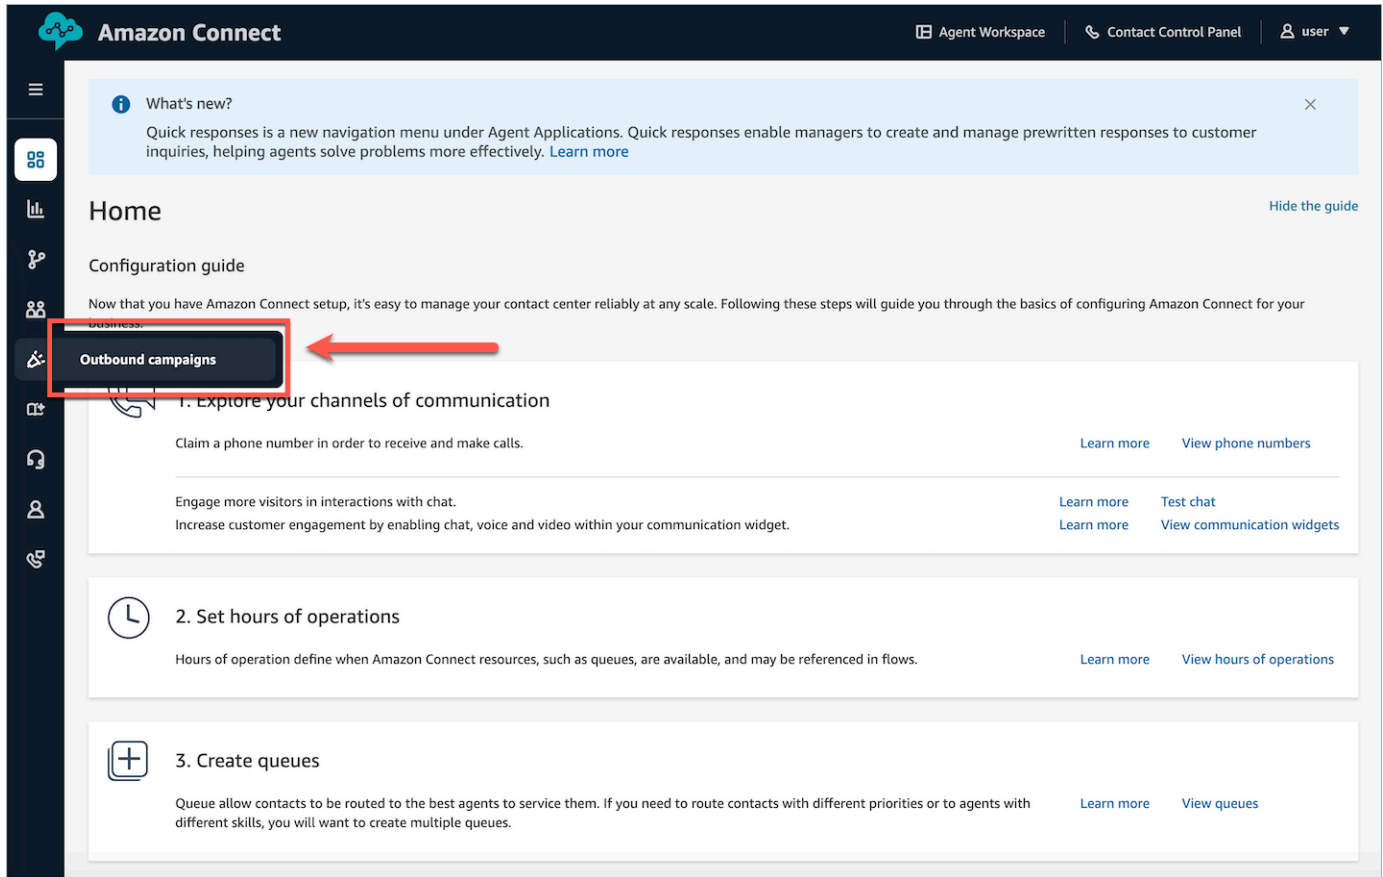 Amazon Connect
Agent Workspace
Contact Control Panel
user
What's new?
Quick responses is a new navigation menu under Agent Applications. Quick responses enable managers to create and manage prewritten responses to customer
inquiries, helping agents solve problems more effectively. Learn more
Home
Hide the guide
Configuration guide
Now that you have Amazon Connect setup, it's easy to manage your contact center reliably at any scale. Following these steps will guide you through the basics of configuring Amazon Connect for your
business.
Outbound campaigns
1. Explore your channels of communication
Claim a phone number in order to receive and make calls.
Learn more
View phone numbers
Engage more visitors in interactions with chat.
Learn more
Test chat
Increase customer engagement by enabling chat, voice and video within your communication widget.
Learn more
View communication widgets
2. Set hours of operations
Hours of operation define when Amazon Connect resources, such as queues, are available, and may be referenced in flows.
Learn more
View hours of operations
3. Create queues
Queue allow contacts to be routed to the best agents to service them. If you need to route contacts with different priorities or to agents with
different skills, you will want to create multiple queues.
Learn more
View queues